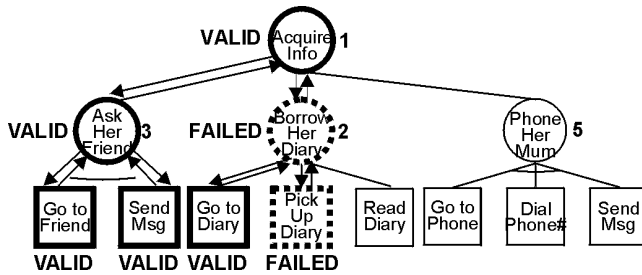 VALID Acquire 1
Info
VALID Ask
Her 3
Friend
FAILED Borrow
Her 2
Diary
Phone 5
Her
Mum
Go to
Friend
Send
Msg
Go to
Diary
Pick
Up
Diary
Read
Diary
Go to
Phone
Dial
Phone#
Send
Msg
VALID VALID VALID FAILED